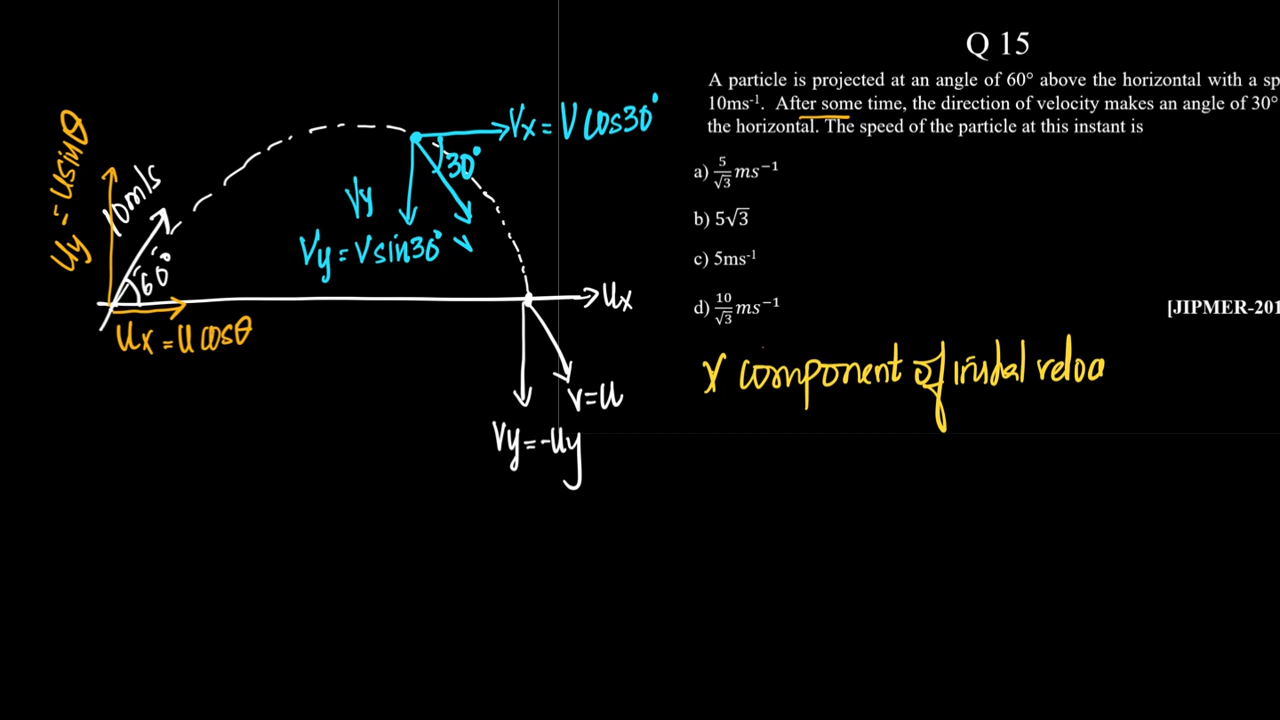 Q 15
A particle is projected at an angle of 60° above the horizontal with a sp
10ms⁻¹. After some time, the direction of velocity makes an angle of 30°
the horizontal. The speed of the particle at this instant is
a) 5/√3 ms⁻¹
b) 5√3
c) 5ms⁻¹
d) 10/√3 ms⁻¹
[JIPMER-201
Uy = usinθ
10m/s
60°
Ux = u cosθ
Vx = V cos30°
30°
Vy
Vy = V sin30°
V
Ux
V=U
Vy = -Uy
X component of initial veloc